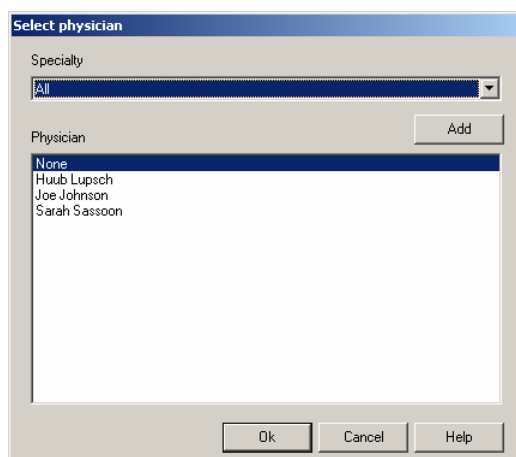 Select physician
Specialty
All
Add
Physician
None
Huub Lupsch
Joe Johnson
Sarah Sassoon
Ok Cancel Help